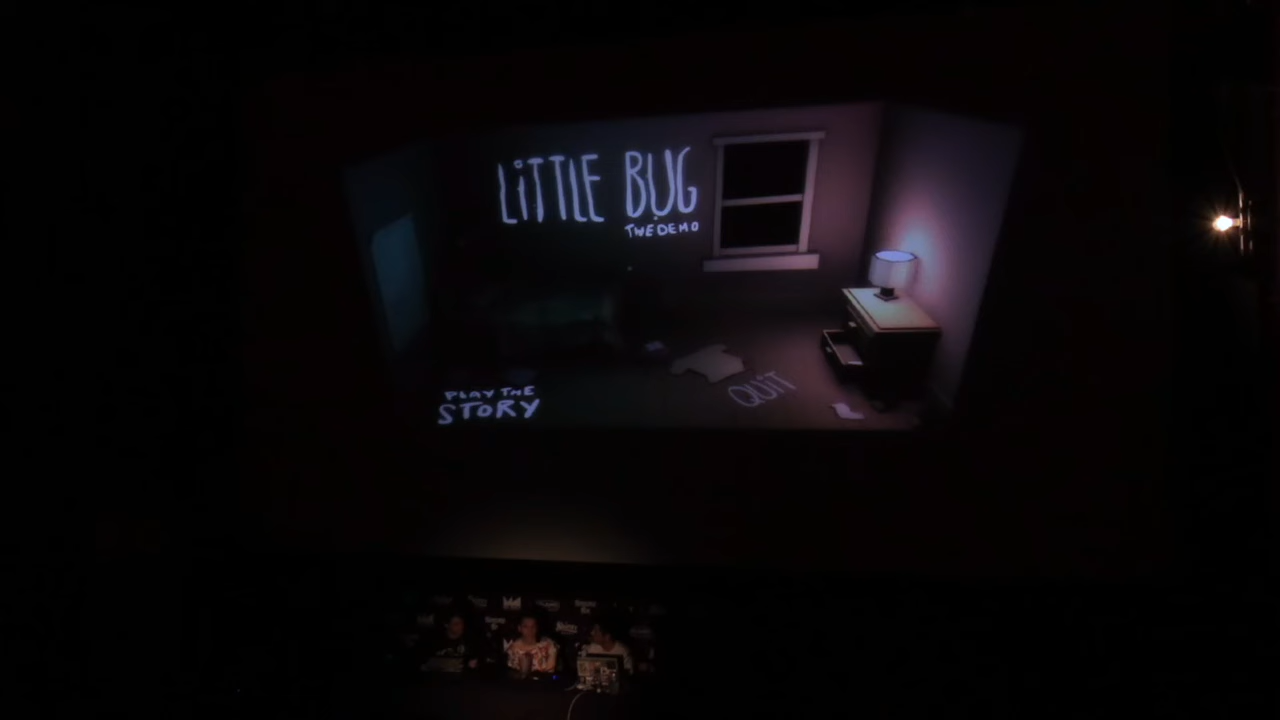 LiTTLE BUG
THE DEMO
PLAY THE
STORY
QUiT